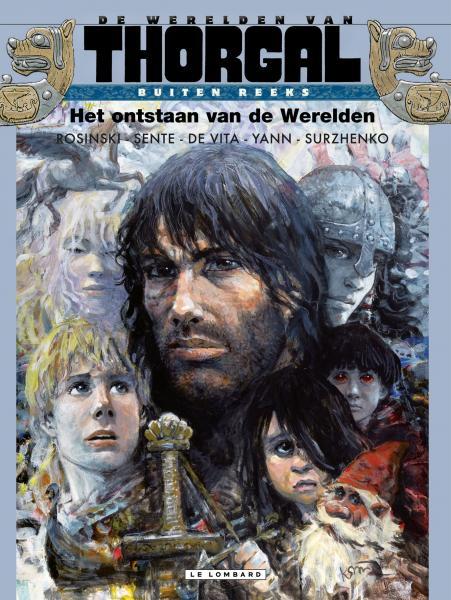 DE WERELDEN VAN
THORGAL
BUITEN REEKS
Het ontstaan van de Werelden
ROSINSKI - SENTE - DE VITA - YANN - SURZHENKO
LE LOMBARD